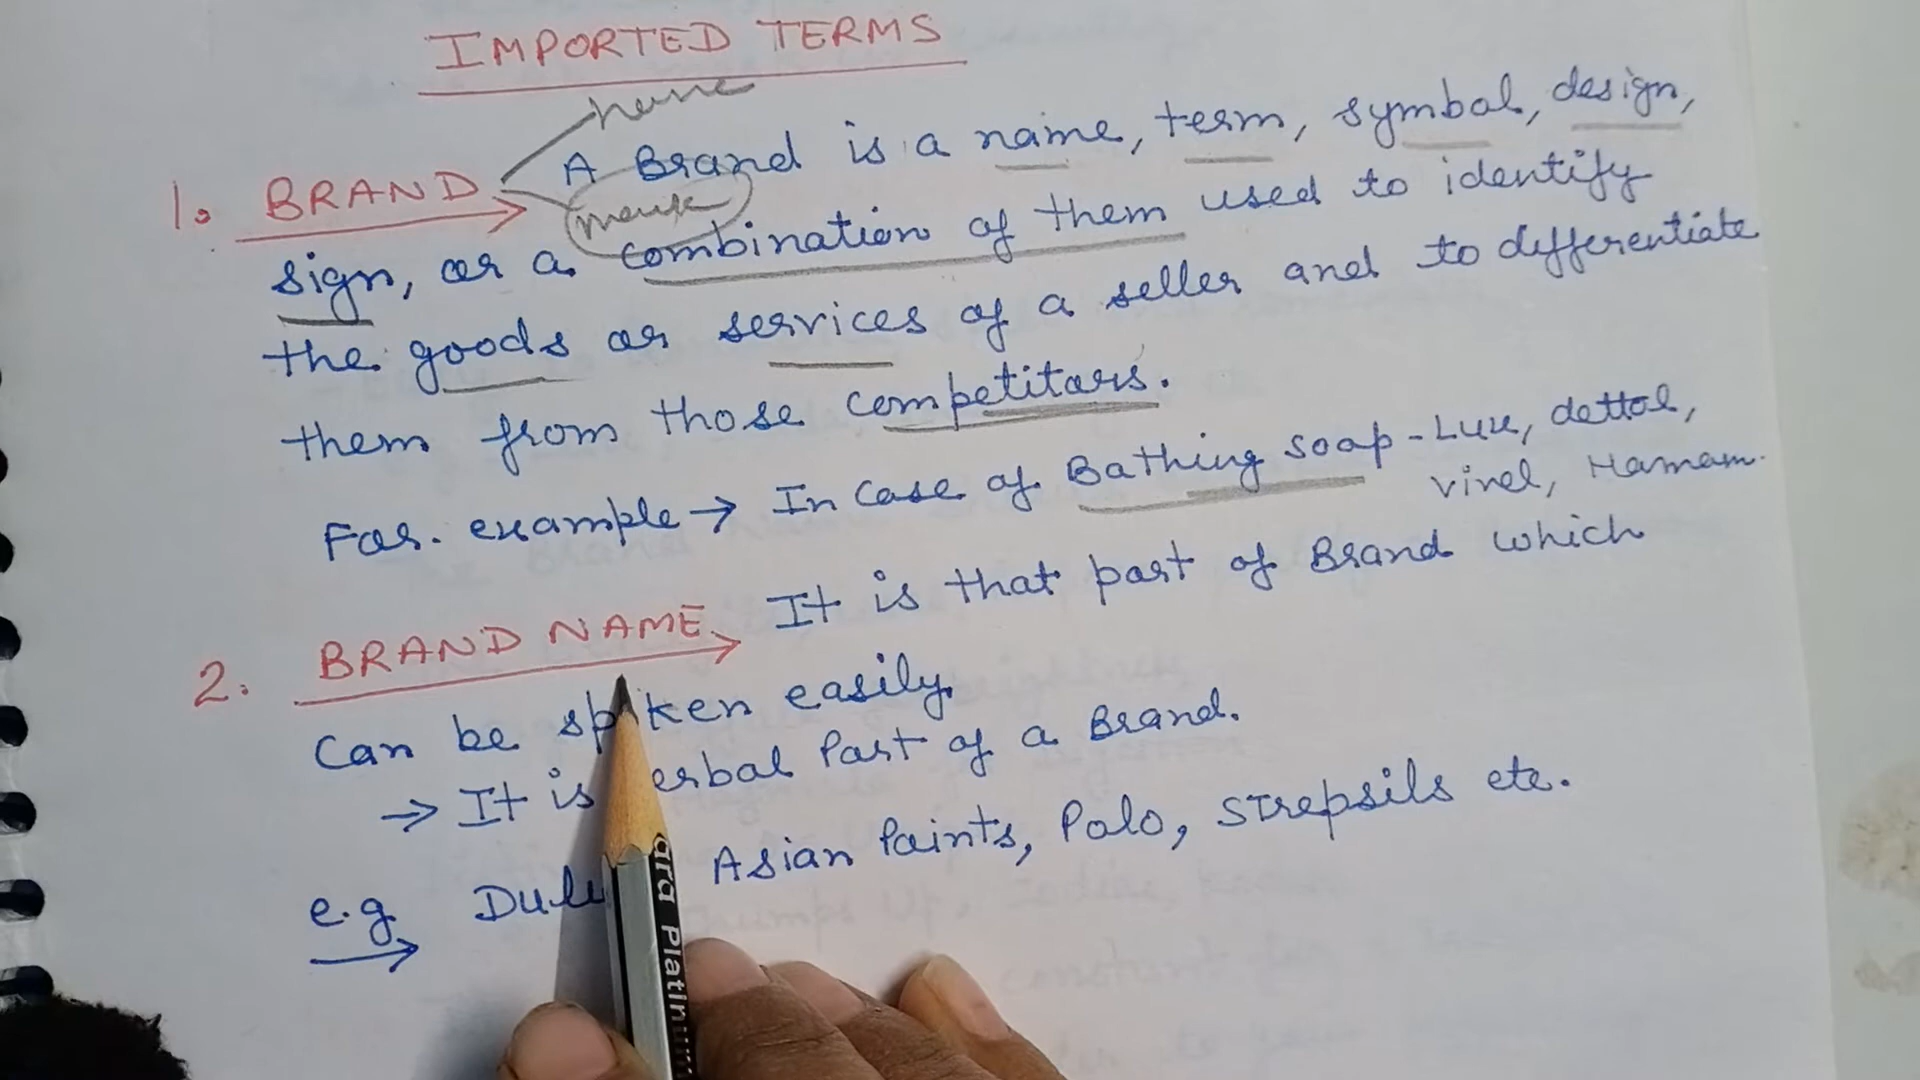 IMPORTED TERMS
name
1. BRAND → A Brand is a name, term, symbol, design,
mark
sign, or a combination of them used to identify
the goods or services of a seller and to differentiate
them from those competitors.
For. example → In Case of Bathing soap - Lux, dettol,
vivel, Hamam.
2. BRAND NAME → It is that part of Brand which
Can be spoken easily.
→ It is verbal Part of a Brand.
e.g → Asian Paints, Polo, Strepsils etc.
Platinum